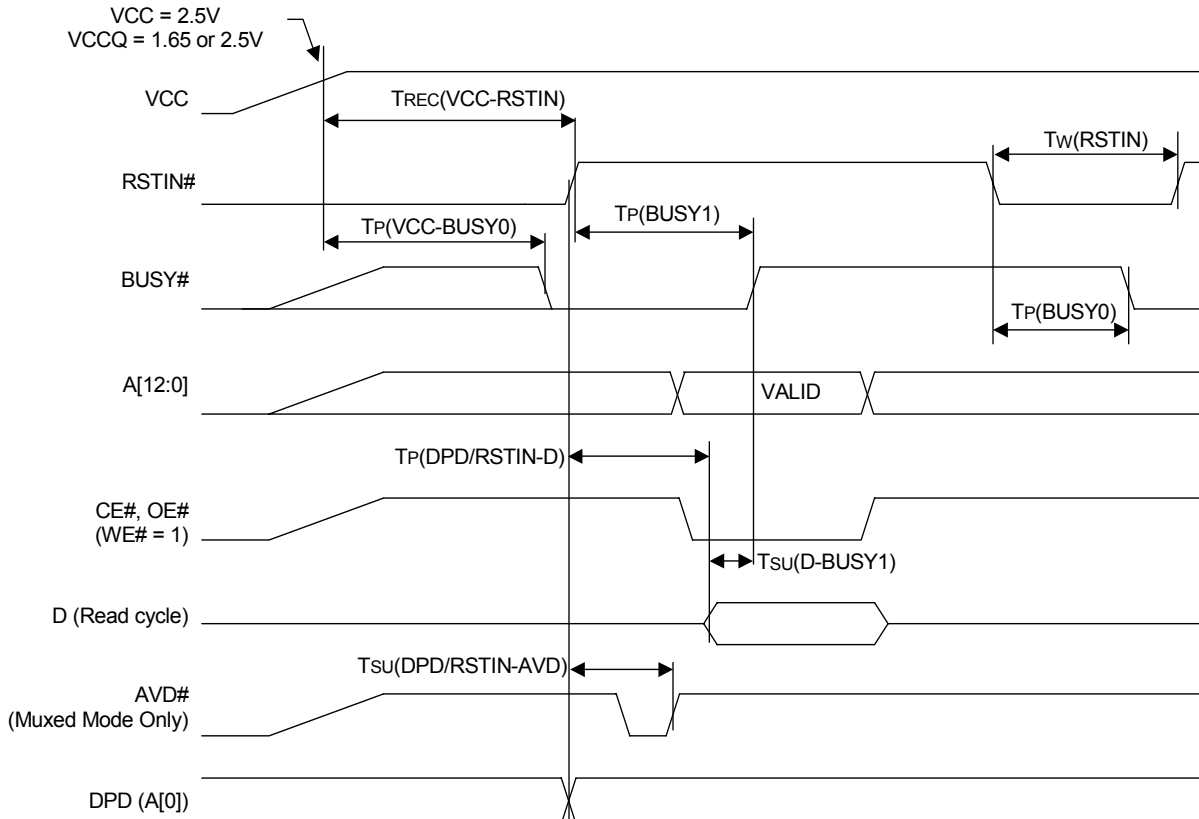 VCC = 2.5V
VCCQ = 1.65 or 2.5V
VCC
TREC(VCC-RSTIN)
TW(RSTIN)
RSTIN#
TP(VCC-BUSY0)
TP(BUSY1)
BUSY#
TP(BUSY0)
A[12:0]
VALID
TP(DPD/RSTIN-D)
CE#, OE#
(WE# = 1)
TSU(D-BUSY1)
D (Read cycle)
TSU(DPD/RSTIN-AVD)
AVD#
(Muxed Mode Only)
DPD (A[0])